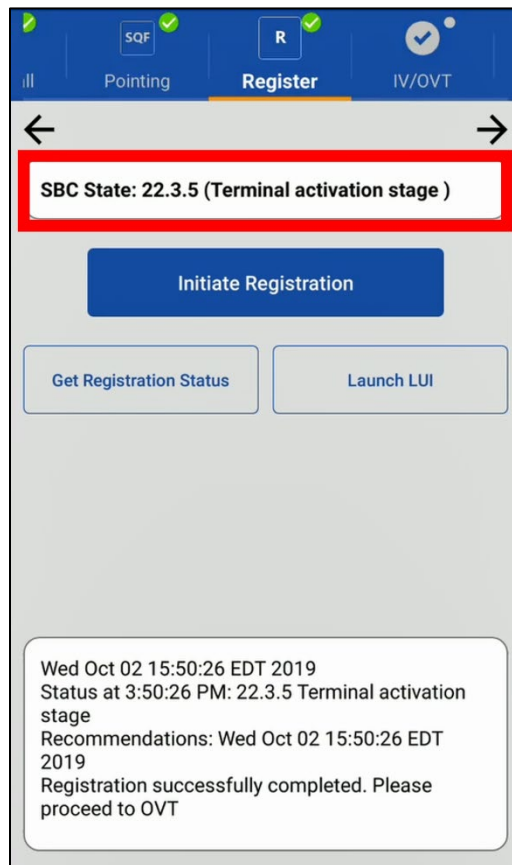 SQF
R
ll
Pointing
Register
IV/OVT
SBC State: 22.3.5 (Terminal activation stage )
Initiate Registration
Get Registration Status
Launch LUI
Wed Oct 02 15:50:26 EDT 2019
Status at 3:50:26 PM: 22.3.5 Terminal activation
stage
Recommendations: Wed Oct 02 15:50:26 EDT
2019
Registration successfully completed. Please
proceed to OVT